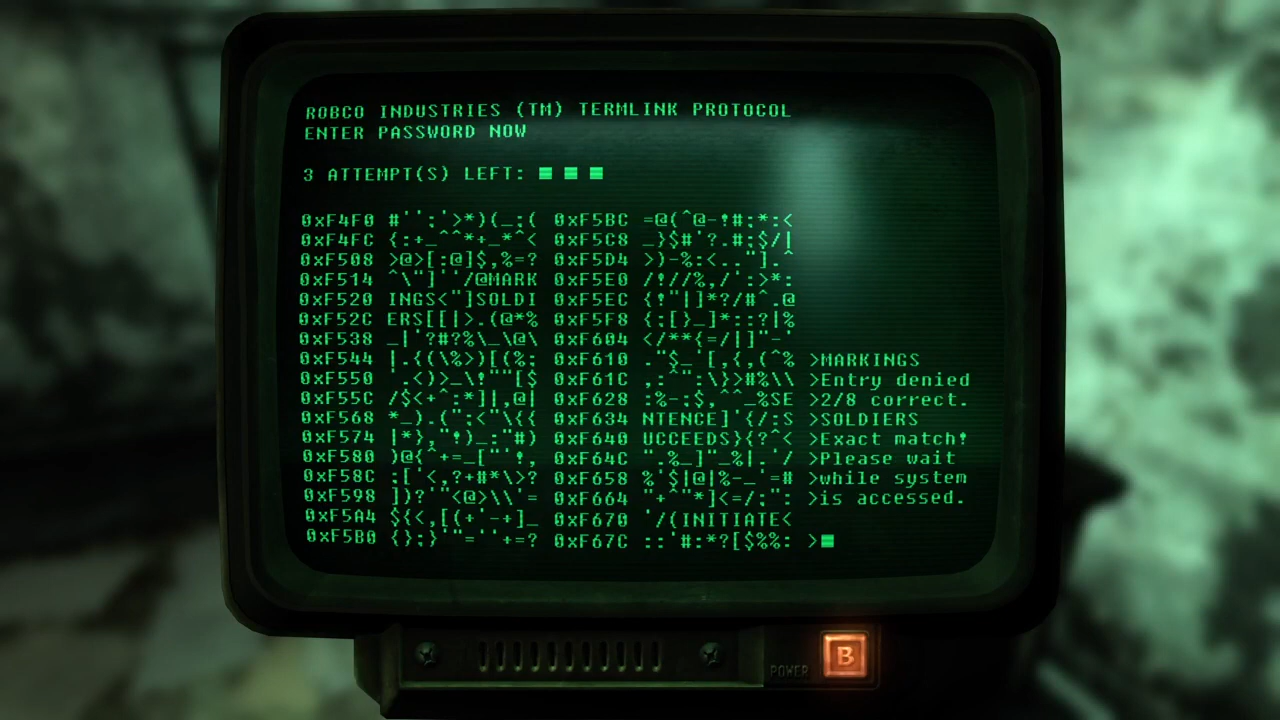 ROBCO INDUSTRIES (TM) TERMLINK PROTOCOL
ENTER PASSWORD NOW
3 ATTEMPT(S) LEFT: ■ ■ ■
0xF4F0 #'':'>*)(_;( 0xF5BC =@(^@-!#;*:<
0xF4FC {:+_^^*+_*^< 0xF5C8 _}$#'?.#;$/|
0xF508 >@>[:@]$,%=? 0xF5D4 >)-%:<.."].^
0xF514 ^\"]''/@MARK 0xF5E0 /!//%,/':>*:
0xF520 INGS<"]SOLDI 0xF5EC {!"|]*?/#^.@
0xF52C ERS[[|>.(@*% 0xF5F8 {;[}_]*::?|%
0xF538 _|'?#?%\_\@\ 0xF604 </**{=/|]"-'
0xF544 |.{(\%>)[(%; 0xF610 ."$_'[,{,(^% >MARKINGS
0xF550 '.<)>_\!""[$ 0xF61C ,:^":\}>#%\\ >Entry denied
0xF55C /$<+^:*]|,@| 0xF628 :%-;$,^^_%SE >2/8 correct.
0xF568 *_).(";<"\{{ 0xF634 NTENCE]'{/:S >SOLDIERS
0xF574 |*},"!)_:"#) 0xF640 UCCEEDS}{?^< >Exact match!
0xF580 )@{^+=_["'!, 0xF64C ".%_]"_%|.'/ >Please wait
0xF58C ;['<,?+#*\>? 0xF658 %'$|@|%-_'=# >while system
0xF598 ])?'"<@>\\'= 0xF664 "+^"*]<=/;": >is accessed.
0xF5A4 ${<,[(+'-+]_ 0xF670 '/(INITIATE<
0xF5B0 {};}'"=''+=? 0xF67C ::'#:*?[$%%: >■
POWER
B